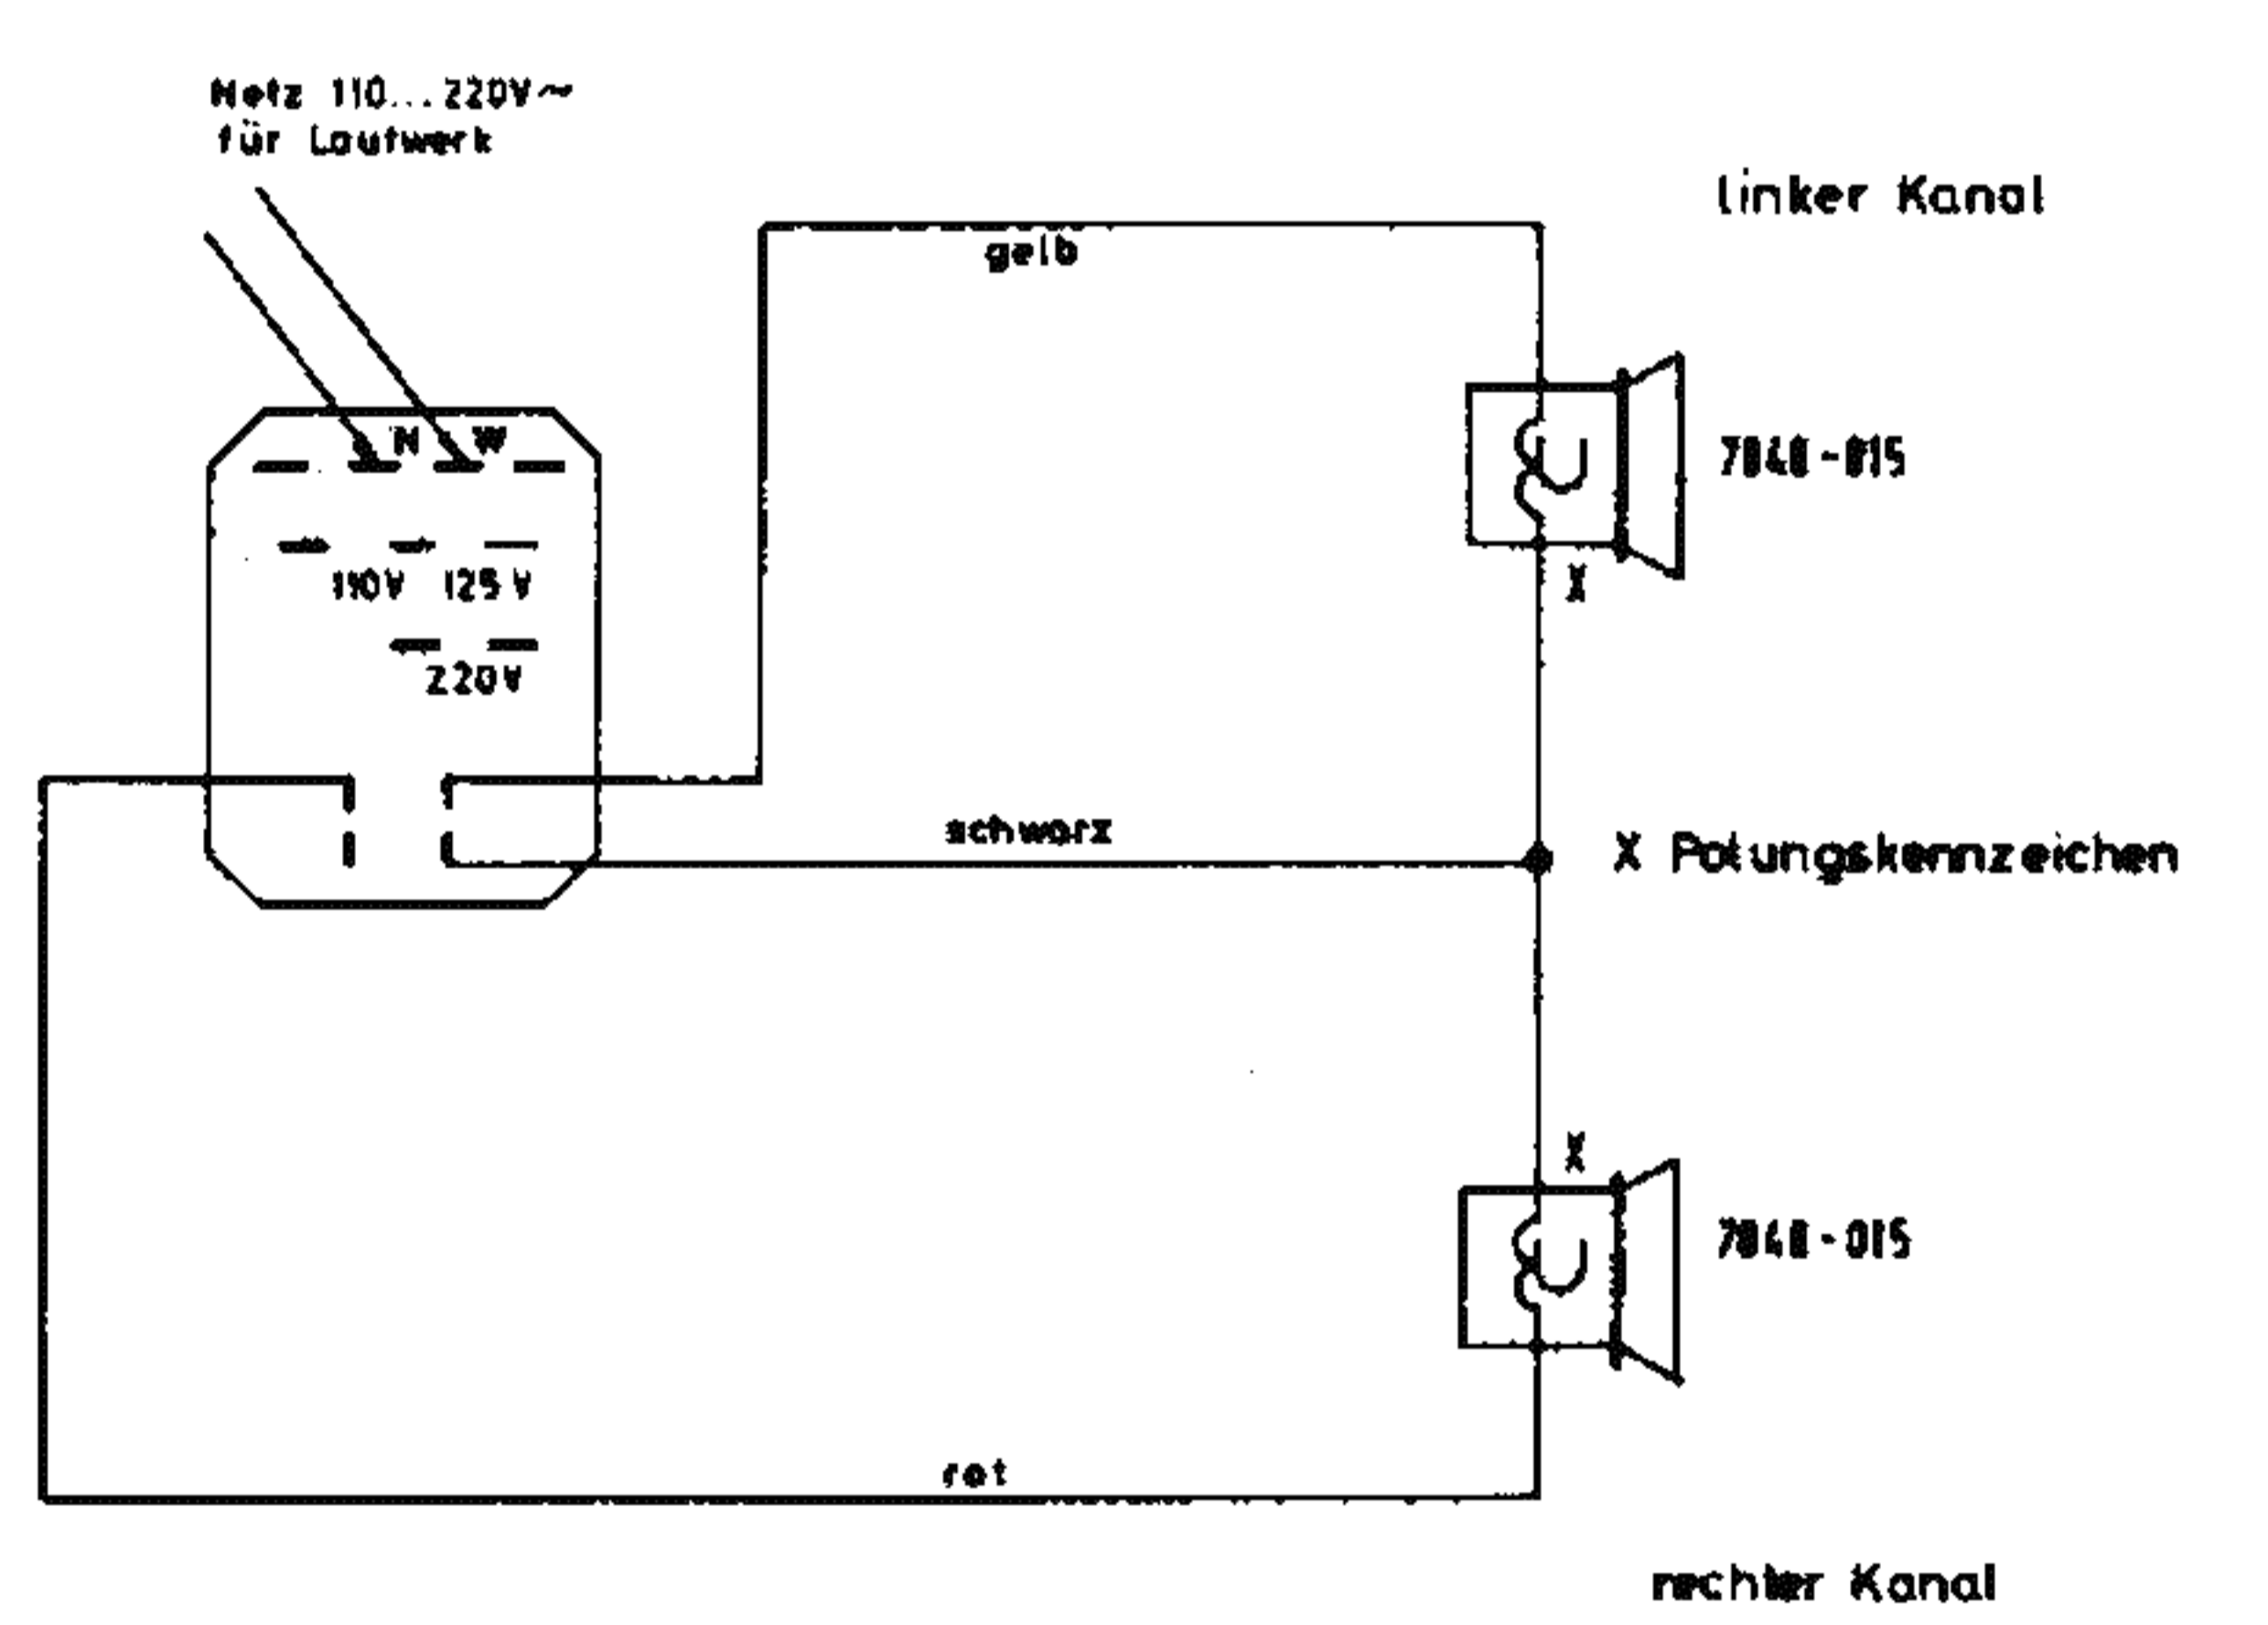 Netz 110...220V~
für Laufwerk
linker Kanal
gelb
N W
7848-015
110V 125V
X
220V
schwarz
X Polungskennzeichen
X
7848-015
rot
rechter Kanal